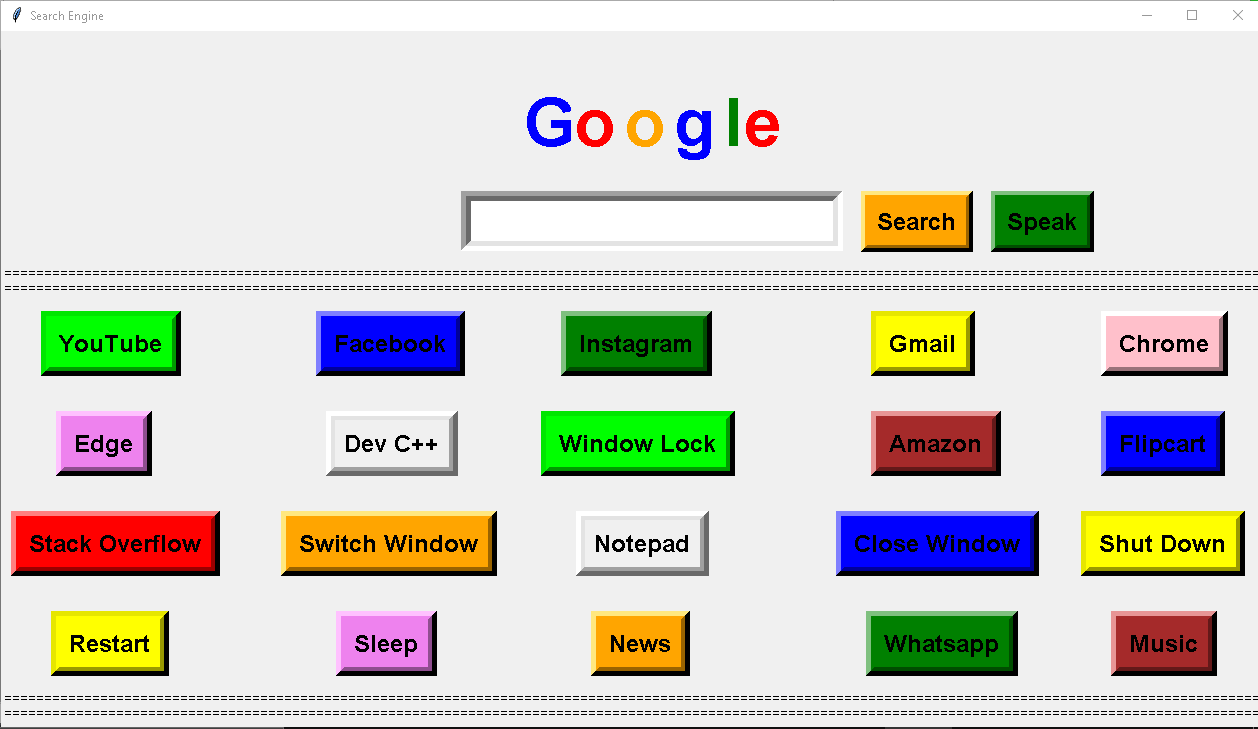 Search Engine
Google
Search Speak
================================================================================
================================================================================
YouTube Facebook Instagram Gmail Chrome
Edge Dev C++ Window Lock Amazon Flipcart
Stack Overflow Switch Window Notepad Close Window Shut Down
Restart Sleep News Whatsapp Music
================================================================================
================================================================================